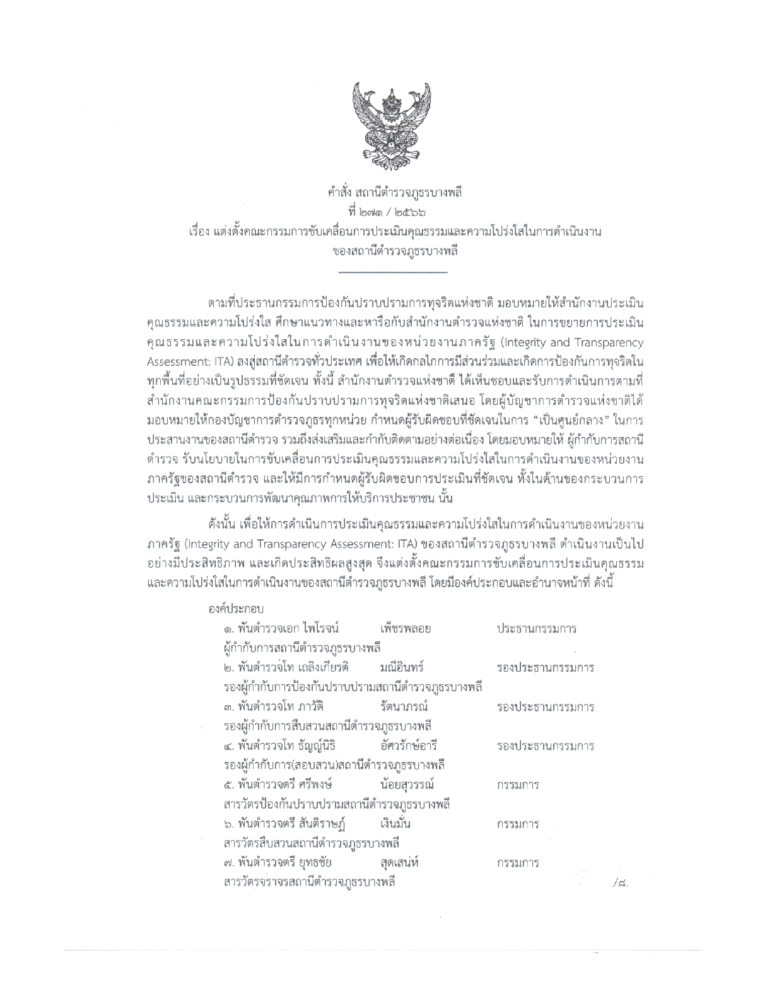 คำสั่ง สถานีตำรวจภูธรบางพลี
ที่ ๒๗๑ / ๒๕๖๖
เรื่อง แต่งตั้งคณะกรรมการขับเคลื่อนการประเมินคุณธรรมและความโปร่งใสในการดำเนินงาน
ของสถานีตำรวจภูธรบางพลี
ตามที่ประธานกรรมการป้องกันปราบปรามการทุจริตแห่งชาติ มอบหมายให้สำนักงานประเมิน
คุณธรรมและความโปร่งใส ศึกษาแนวทางและหารือกับสำนักงานตำรวจแห่งชาติ ในการขยายการประเมิน
คุณธรรมและความโปร่งใสในการดำเนินงานของหน่วยงานภาครัฐ (Integrity and Transparency
Assessment: ITA) ลงสู่สถานีตำรวจทั่วประเทศ เพื่อให้เกิดกลไกการมีส่วนร่วมและเกิดการป้องกันการทุจริตใน
ทุกพื้นที่อย่างเป็นรูปธรรมที่ชัดเจน ทั้งนี้ สำนักงานตำรวจแห่งชาติ ได้เห็นชอบและรับการดำเนินการตามที่
สำนักงานคณะกรรมการป้องกันปราบปรามการทุจริตแห่งชาติเสนอ โดยผู้บัญชาการตำรวจแห่งชาติได้
มอบหมายให้กองบัญชาการตำรวจภูธรทุกหน่วย กำหนดผู้รับผิดชอบที่ชัดเจนในการ “เป็นศูนย์กลาง” ในการ
ประสานงานของสถานีตำรวจ รวมถึงส่งเสริมและกำกับติดตามอย่างต่อเนื่อง โดยมอบหมายให้ ผู้กำกับการสถานี
ตำรวจ รับนโยบายในการขับเคลื่อนการประเมินคุณธรรมและความโปร่งใสในการดำเนินงานของหน่วยงาน
ภาครัฐของสถานีตำรวจ และให้มีการกำหนดผู้รับผิดชอบการประเมินที่ชัดเจน ทั้งในด้านของกระบวนการ
ประเมิน และกระบวนการพัฒนาคุณภาพการให้บริการประชาชน นั้น
ดังนั้น เพื่อให้การดำเนินการประเมินคุณธรรมและความโปร่งใสในการดำเนินงานของหน่วยงาน
ภาครัฐ (Integrity and Transparency Assessment: ITA) ของสถานีตำรวจภูธรบางพลี ดำเนินงานเป็นไป
อย่างมีประสิทธิภาพ และเกิดประสิทธิผลสูงสุด จึงแต่งตั้งคณะกรรมการขับเคลื่อนการประเมินคุณธรรม
และความโปร่งใสในการดำเนินงานของสถานีตำรวจภูธรบางพลี โดยมีองค์ประกอบและอำนาจหน้าที่ ดังนี้
องค์ประกอบ
๑. พันตำรวจเอก ไพโรจน์ เพ็ชรพลอย ประธานกรรมการ
ผู้กำกับการสถานีตำรวจภูธรบางพลี
๒. พันตำรวจโท เถลิงเกียรติ มณีอินทร์ รองประธานกรรมการ
รองผู้กำกับการป้องกันปราบปรามสถานีตำรวจภูธรบางพลี
๓. พันตำรวจโท ภาวัติ รัตนาภรณ์ รองประธานกรรมการ
รองผู้กำกับการสืบสวนสถานีตำรวจภูธรบางพลี
๔. พันตำรวจโท ธัญญ์นิธิ อัศวรักษ์อารี รองประธานกรรมการ
รองผู้กำกับการ(สอบสวน)สถานีตำรวจภูธรบางพลี
๕. พันตำรวจตรี ศรีพงษ์ น้อยสุวรรณ์ กรรมการ
สารวัตรป้องกันปราบปรามสถานีตำรวจภูธรบางพลี
๖. พันตำรวจตรี สันติราษฎ์ เงินมั่น กรรมการ
สารวัตรสืบสวนสถานีตำรวจภูธรบางพลี
๗. พันตำรวจตรี ยุทธชัย สุดเสน่ห์ กรรมการ
สารวัตรจราจรสถานีตำรวจภูธรบางพลี /๘.